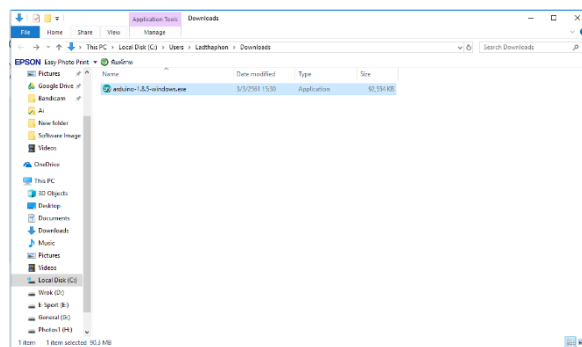 Application Tools Downloads
File Home Share View Manage
This PC > Local Disk (C:) > Users > Ladthaphon > Downloads
Search Downloads
EPSON Easy Photo Print
Name Date modified Type Size
arduino-1.8.5-windows.exe 3/3/2561 15:30 Application 92,554 KB
Pictures
Google Drive
Bandicam
Ai
New folder
Software Image
Videos
OneDrive
This PC
3D Objects
Desktop
Documents
Downloads
Music
Pictures
Videos
Local Disk (C:)
Wrok (D:)
E-Sport (E:)
General (G:)
Photos1 (H:)
1 item 1 item selected 90.3 MB